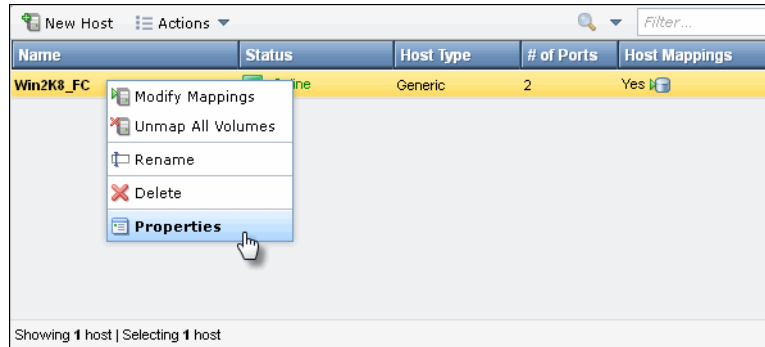 New Host Actions Filter...
Name Status Host Type # of Ports Host Mappings
Win2K8_FC ine Generic 2 Yes
Modify Mappings
Unmap All Volumes
Rename
Delete
Properties
Showing 1 host | Selecting 1 host